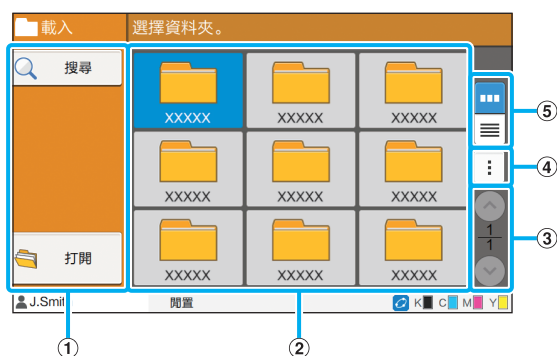 載入
選擇資料夾。
搜尋
打開
XXXXX XXXXX XXXXX
XXXXX XXXXX XXXXX
XXXXX XXXXX XXXXX
1
1
⑤
④
③
J.Smit
閒置
K C M Y
① ②